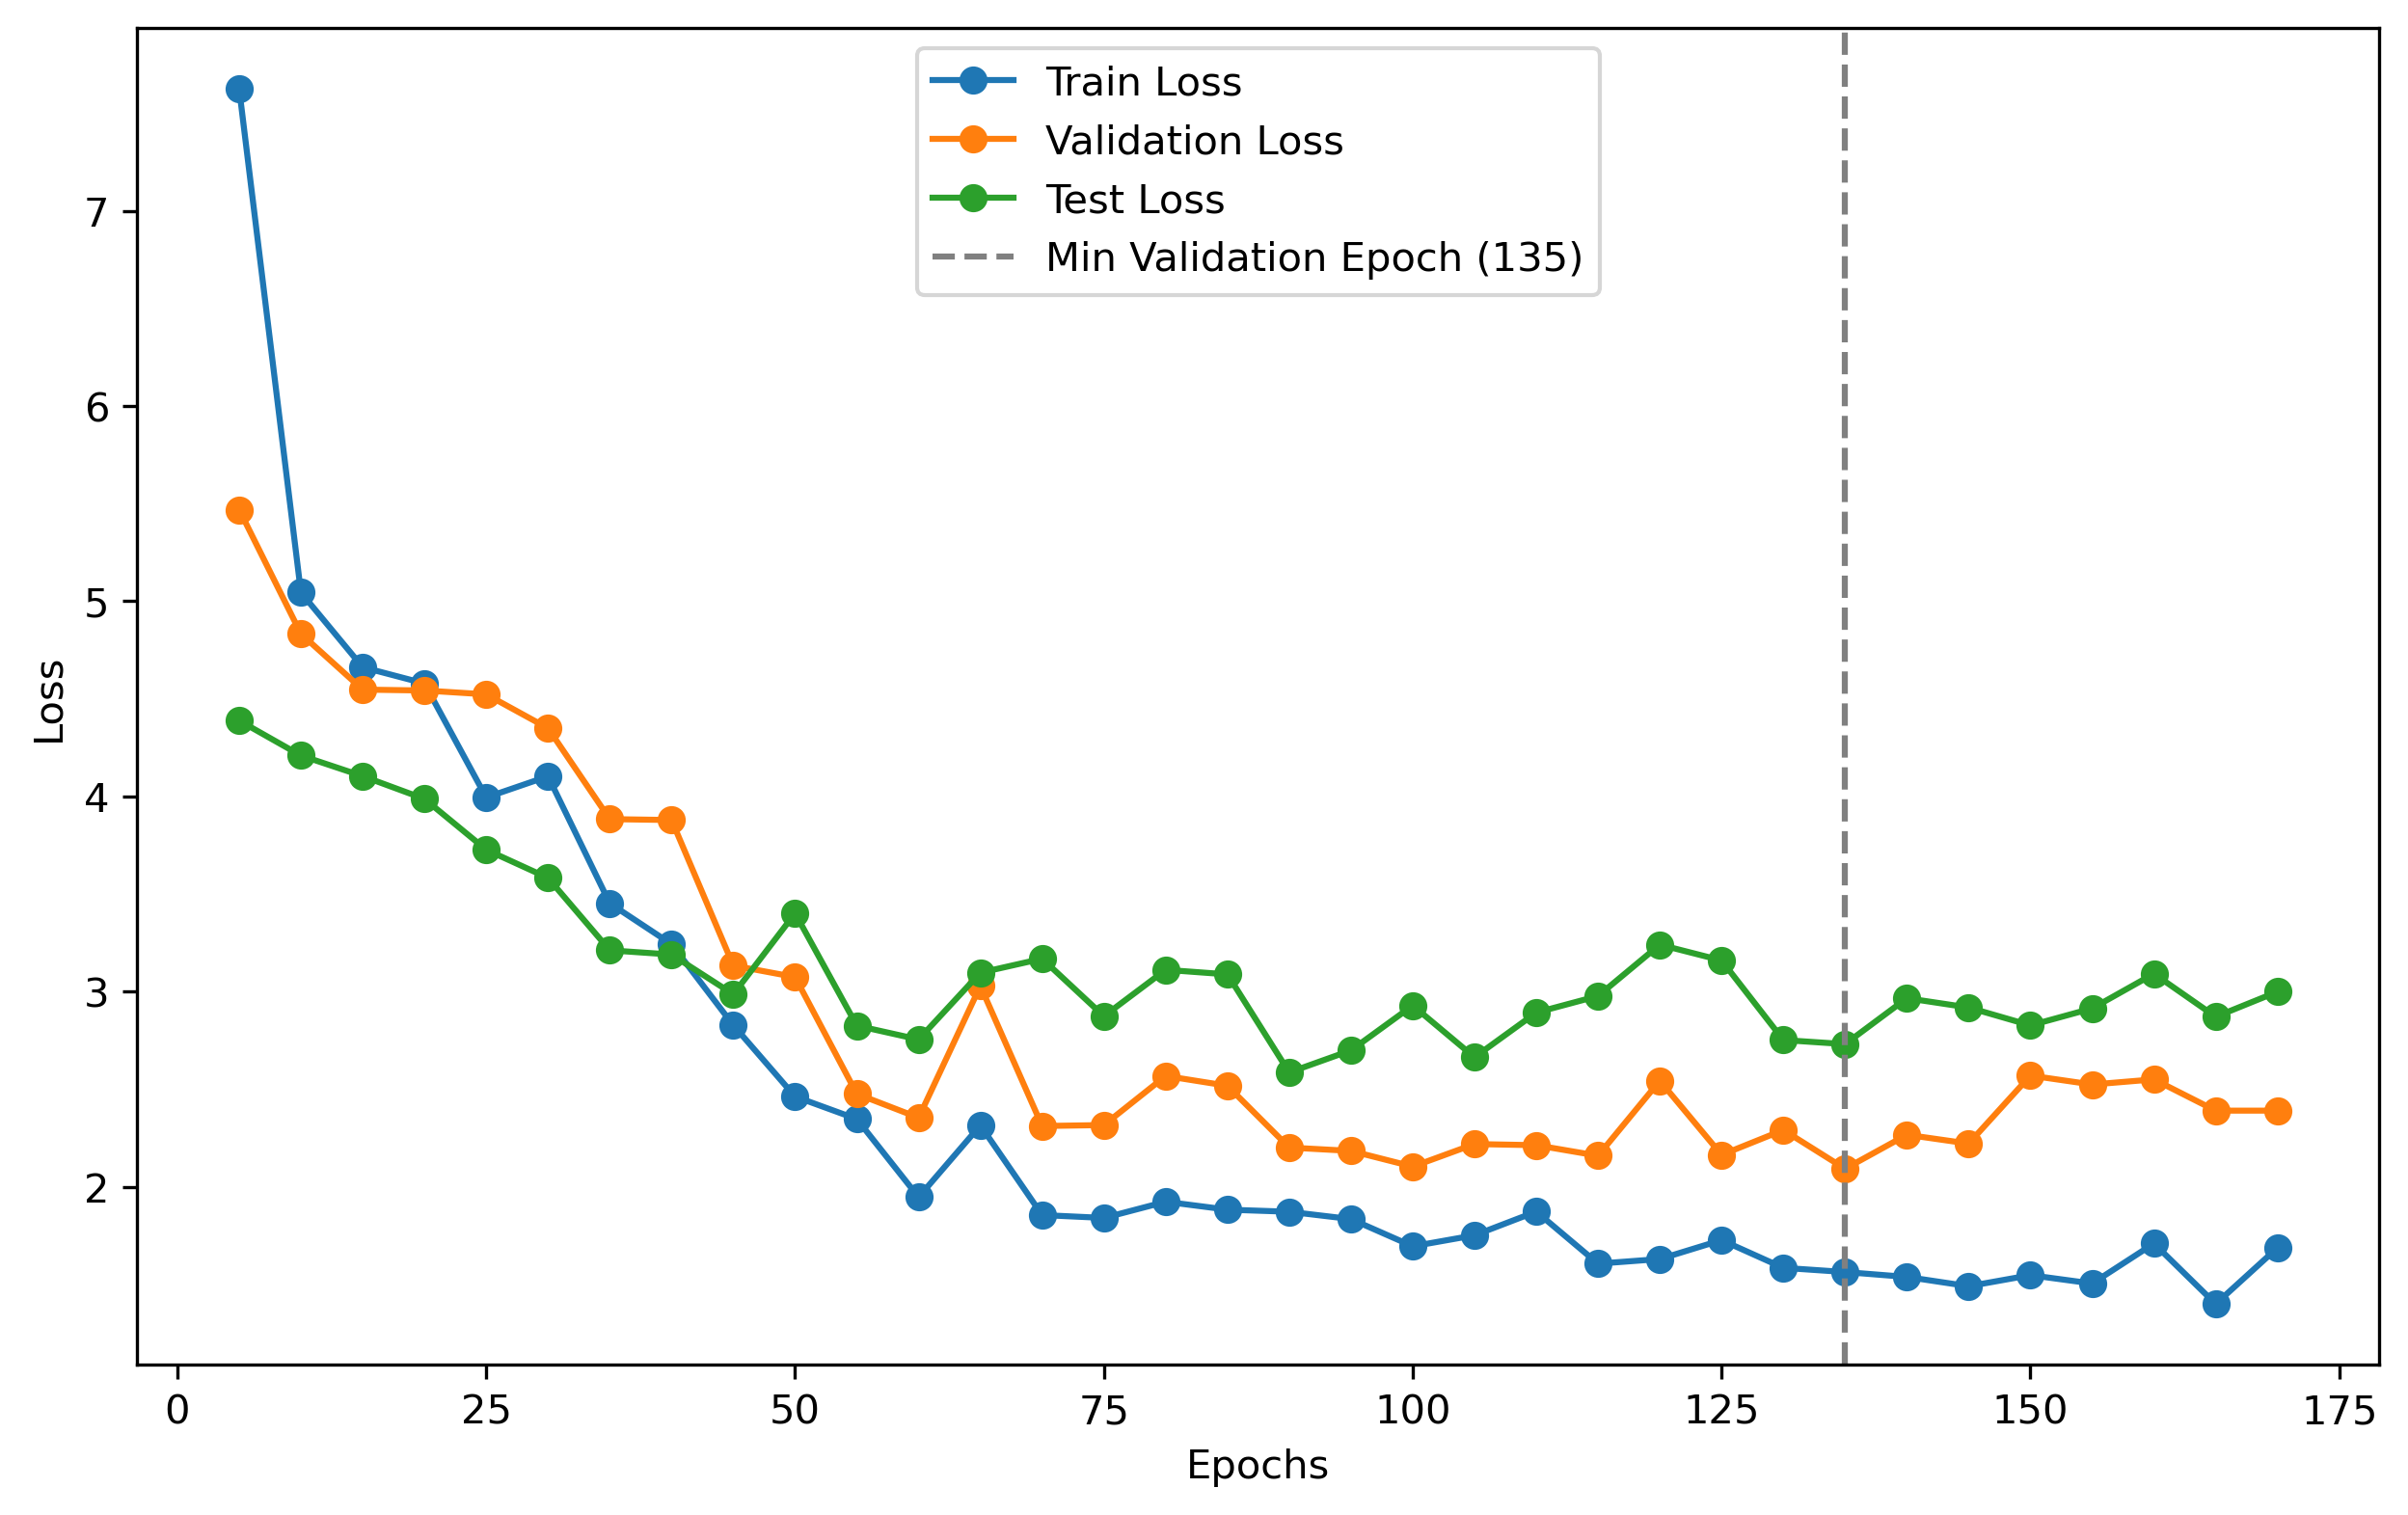 Train Loss
Validation Loss
Test Loss
Min Validation Epoch (135)
7
6
5
4
3
2
Loss
0 25 50 75 100 125 150 175
Epochs